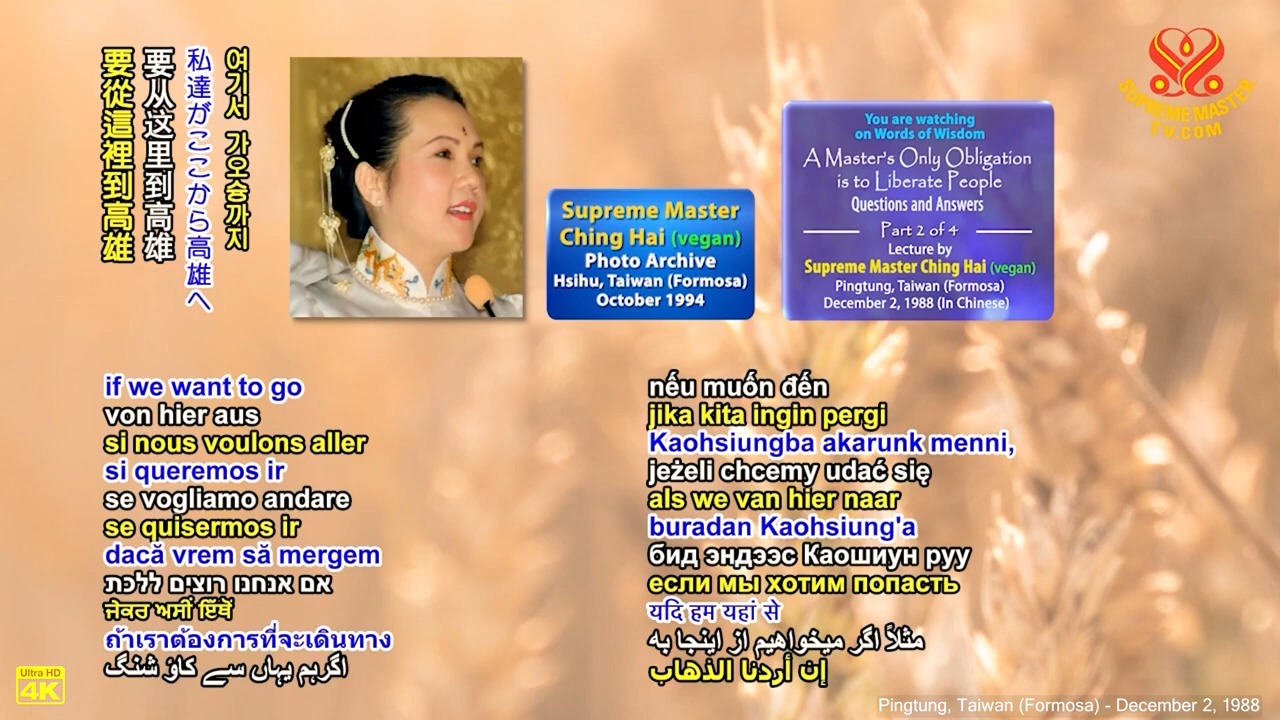 要從這裡到高雄
要从这里到高雄
私達がここから高雄へ
여기서 가오슝까지
Supreme Master
Ching Hai (vegan)
Photo Archive
Hsihu, Taiwan (Formosa)
October 1994
You are watching
on Words of Wisdom
A Master's Only Obligation
is to Liberate People
Questions and Answers
Part 2 of 4
Lecture by
Supreme Master Ching Hai (vegan)
Pingtung, Taiwan (Formosa)
December 2, 1988 (In Chinese)
SUPREME MASTER
TV.COM
if we want to go
von hier aus
si nous voulons aller
si queremos ir
se vogliamo andare
se quisermos ir
dacă vrem să mergem
אם אנחנו רוצים ללכת
ਜੇਕਰ ਅਸੀਂ ਇੱਥੋਂ
ถ้าเราต้องการที่จะเดินทาง
اگر ہم یہاں سے کاؤ شنگ
nếu muốn đến
jika kita ingin pergi
Kaohsiungba akarunk menni,
jeżeli chcemy udać się
als we van hier naar
buradan Kaohsiung'a
бид эндээс Каошиун руу
если мы хотим попасть
यदि हम यहां से
مثلاً اگر میخواهیم از اینجا به
إن أردنا الذهاب
Ultra HD
4K
Pingtung, Taiwan (Formosa) - December 2, 1988